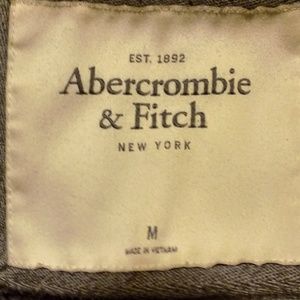 EST. 1892
Abercrombie
& Fitch
NEW YORK
M
MADE IN VIETNAM